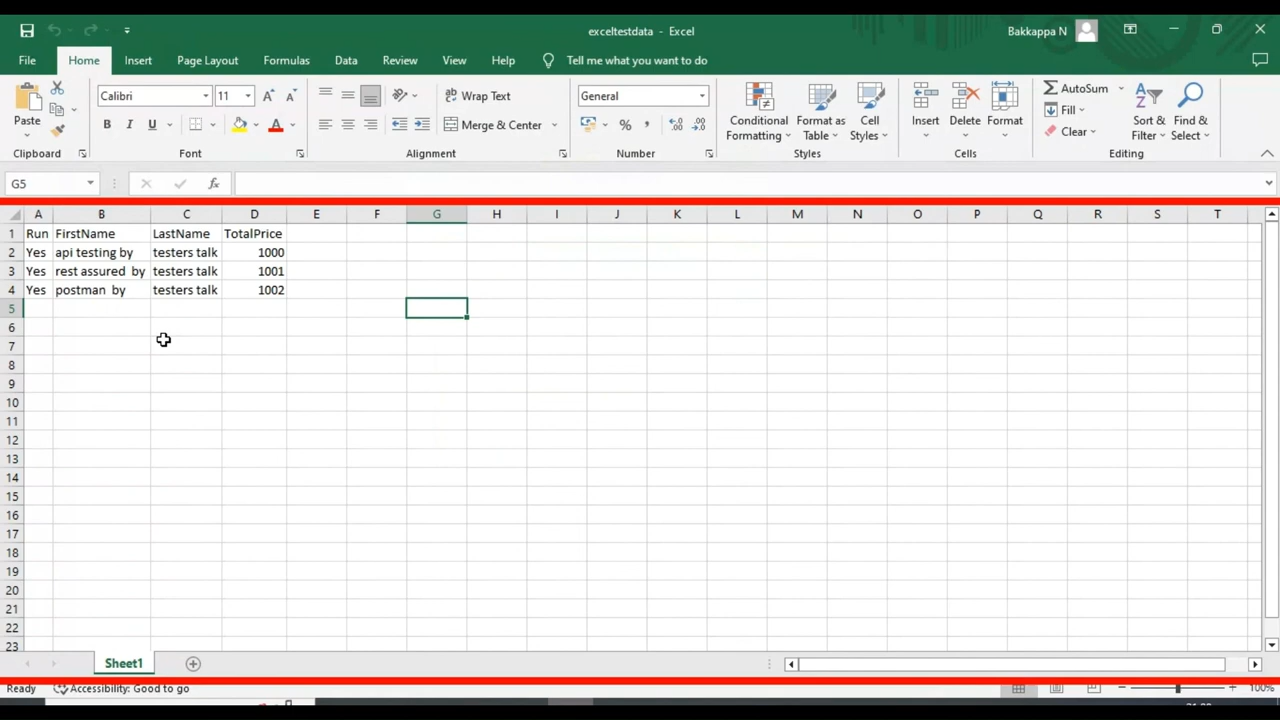 exceltestdata - Excel
Bakkappa N
File Home Insert Page Layout Formulas Data Review View Help Tell me what you want to do
Calibri 11 Wrap Text General AutoSum
Paste B I U Merge & Center % Conditional Formatting Format as Table Cell Styles Insert Delete Format Fill Clear Sort & Filter Find & Select
Clipboard Font Alignment Number Styles Cells Editing
G5 fx
A B C D E F G H I J K L M N O P Q R S T
1 Run FirstName LastName TotalPrice
2 Yes api testing by testers talk 1000
3 Yes rest assured by testers talk 1001
4 Yes postman by testers talk 1002
5
6
7
8
9
10
11
12
13
14
15
16
17
18
19
20
21
22
23
Sheet1
Ready Accessibility: Good to go 100%